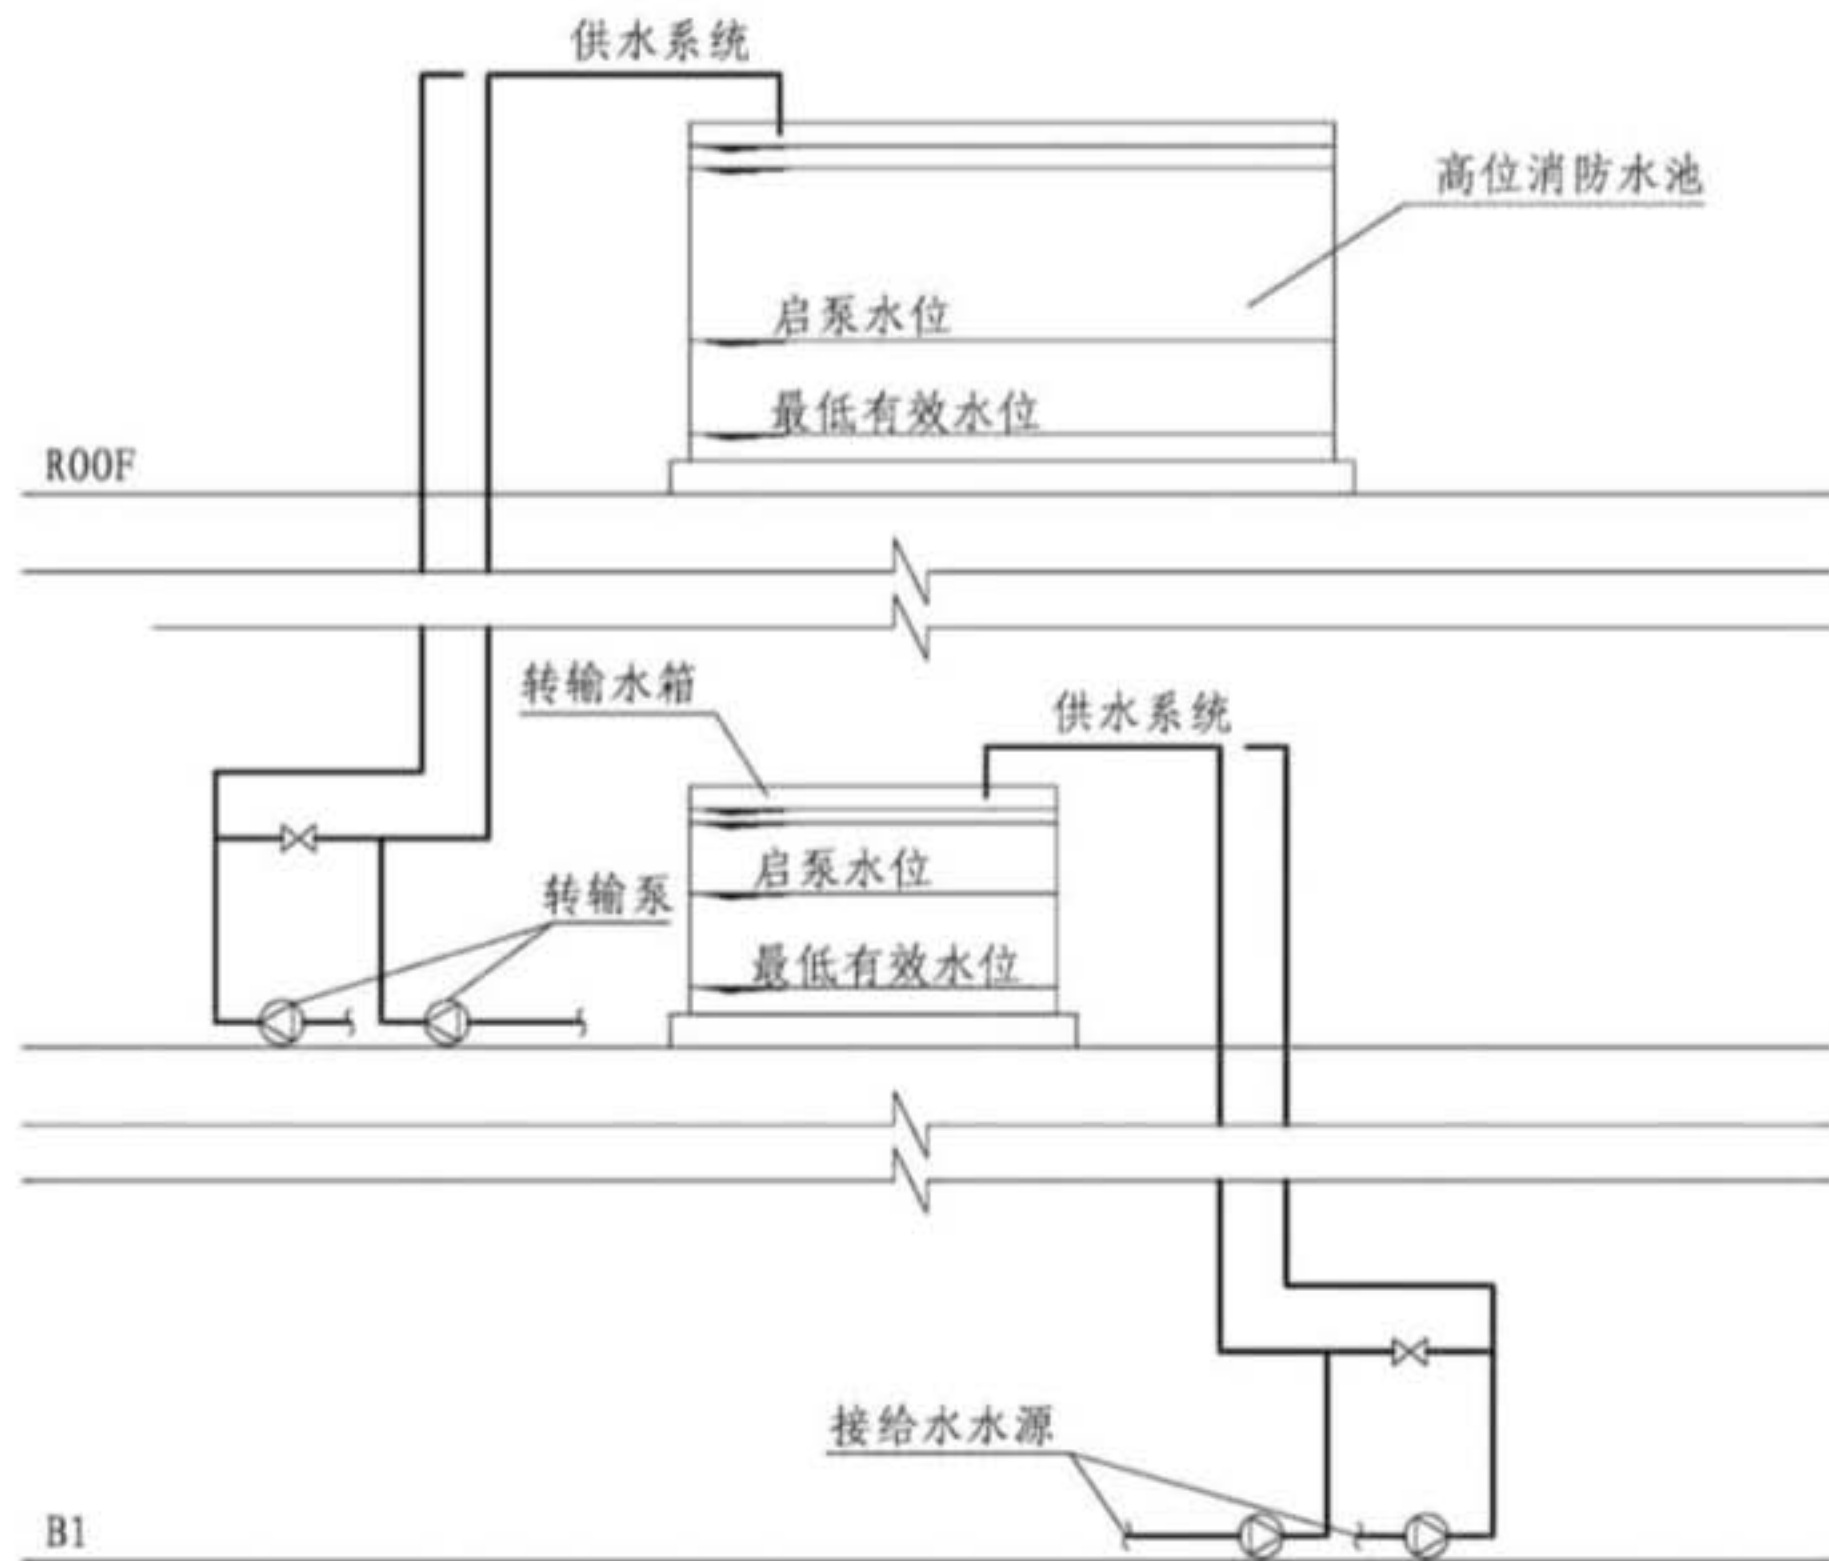 供水系统
高位消防水池
启泵水位
最低有效水位
ROOF
转输水箱
供水系统
启泵水位
转输泵
最低有效水位
接给水水源
B1